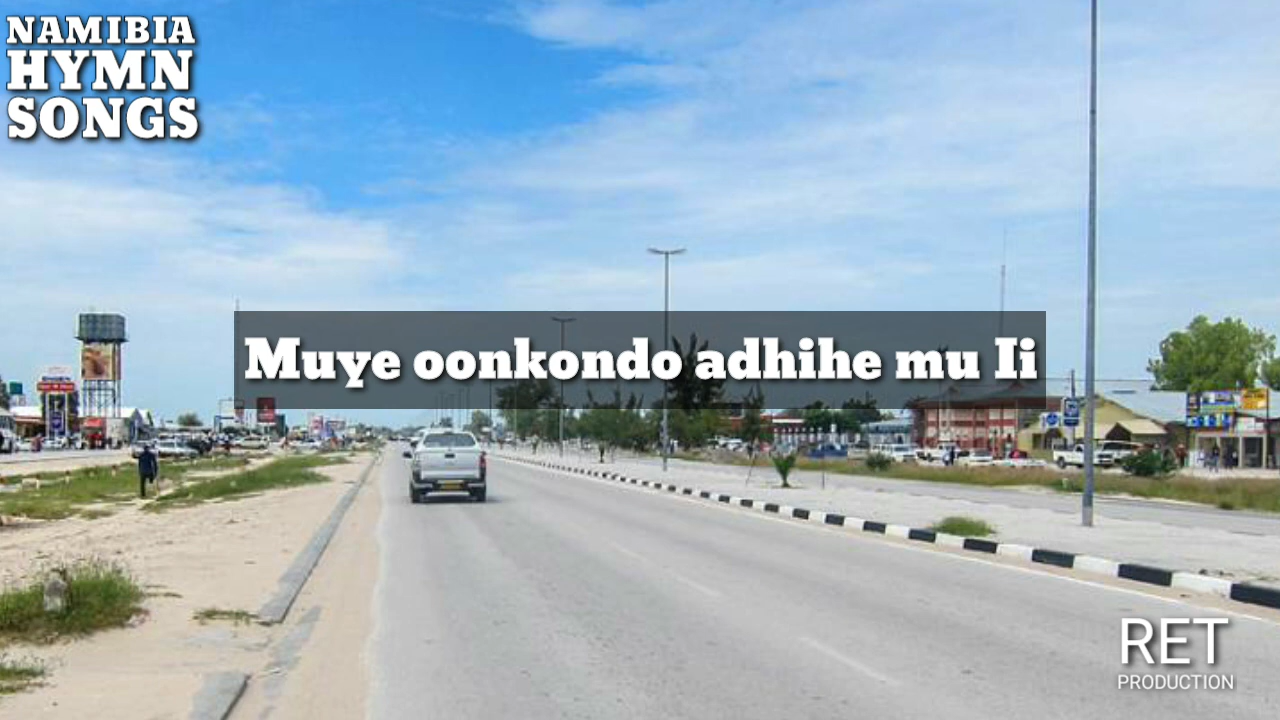 NAMIBIA
HYMN
SONGS
Muye oonkondo adhihe mu Ii
RET
PRODUCTION